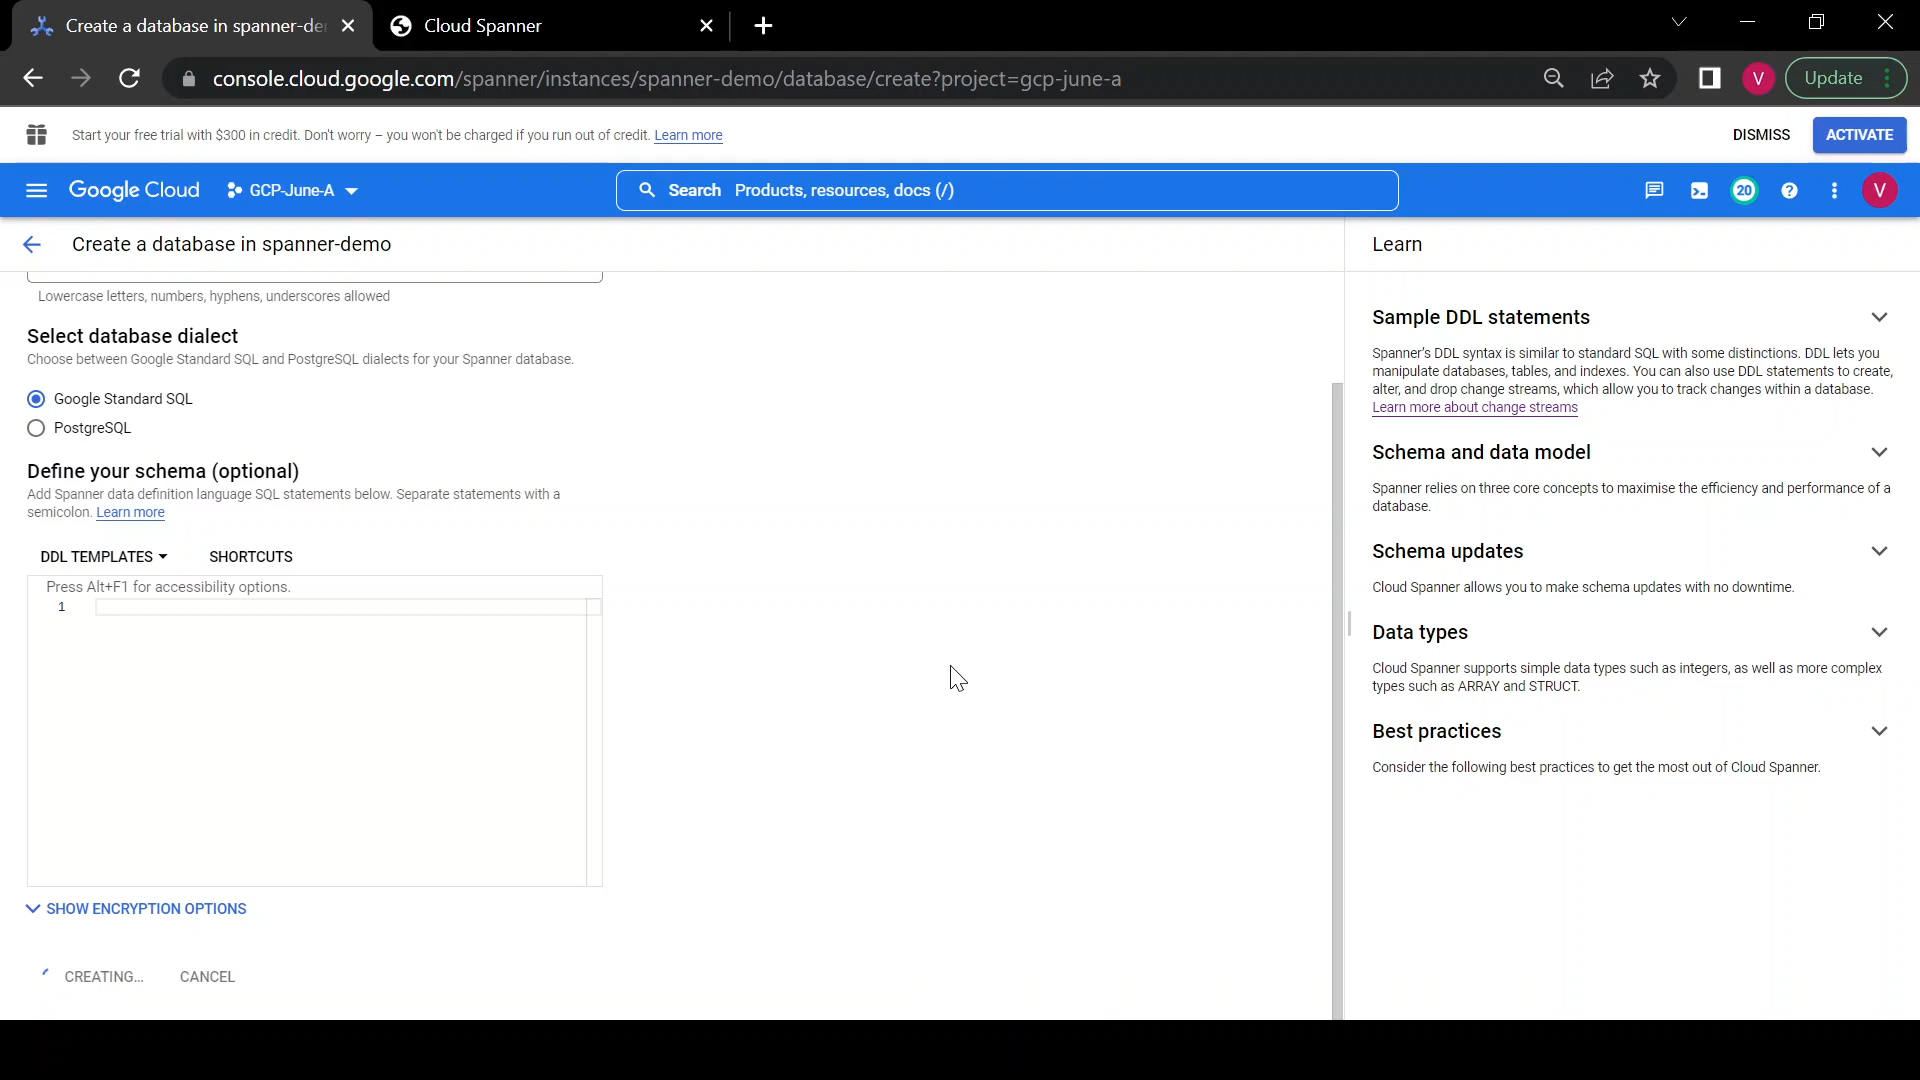 Create a database in spanner-de
Cloud Spanner
console.cloud.google.com/spanner/instances/spanner-demo/database/create?project=gcp-june-a
V
Update
Start your free trial with $300 in credit. Don't worry – you won't be charged if you run out of credit. Learn more
DISMISS
ACTIVATE
Google Cloud
GCP-June-A
Search Products, resources, docs (/)
20
V
Create a database in spanner-demo
Lowercase letters, numbers, hyphens, underscores allowed
Select database dialect
Choose between Google Standard SQL and PostgreSQL dialects for your Spanner database.
Google Standard SQL
PostgreSQL
Define your schema (optional)
Add Spanner data definition language SQL statements below. Separate statements with a
semicolon. Learn more
DDL TEMPLATES
SHORTCUTS
Press Alt+F1 for accessibility options.
1
SHOW ENCRYPTION OPTIONS
CREATING...
CANCEL
Learn
Sample DDL statements
Spanner's DDL syntax is similar to standard SQL with some distinctions. DDL lets you
manipulate databases, tables, and indexes. You can also use DDL statements to create,
alter, and drop change streams, which allow you to track changes within a database.
Learn more about change streams
Schema and data model
Spanner relies on three core concepts to maximise the efficiency and performance of a
database.
Schema updates
Cloud Spanner allows you to make schema updates with no downtime.
Data types
Cloud Spanner supports simple data types such as integers, as well as more complex
types such as ARRAY and STRUCT.
Best practices
Consider the following best practices to get the most out of Cloud Spanner.